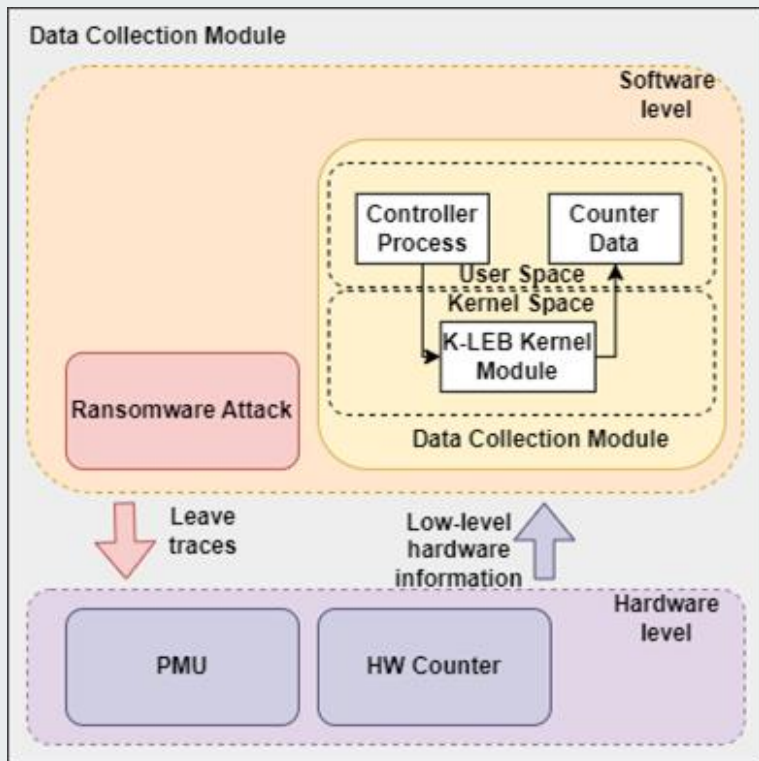 Data Collection Module
Software
level
Controller
Process
Counter
Data
User Space
Kernel Space
K-LEB Kernel
Module
Ransomware Attack
Data Collection Module
Leave
traces
Low-level
hardware
information
Hardware
level
PMU
HW Counter